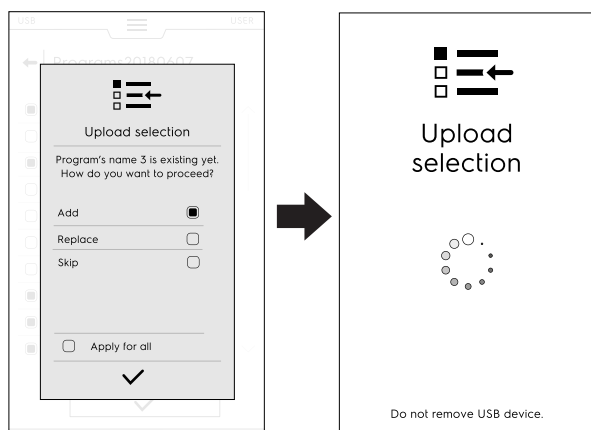 USB USER
Programs20180607
Upload selection
Program's name 3 is existing yet.
How do you want to proceed?
Add
Replace
Skip
Apply for all
Upload
selection
Do not remove USB device.